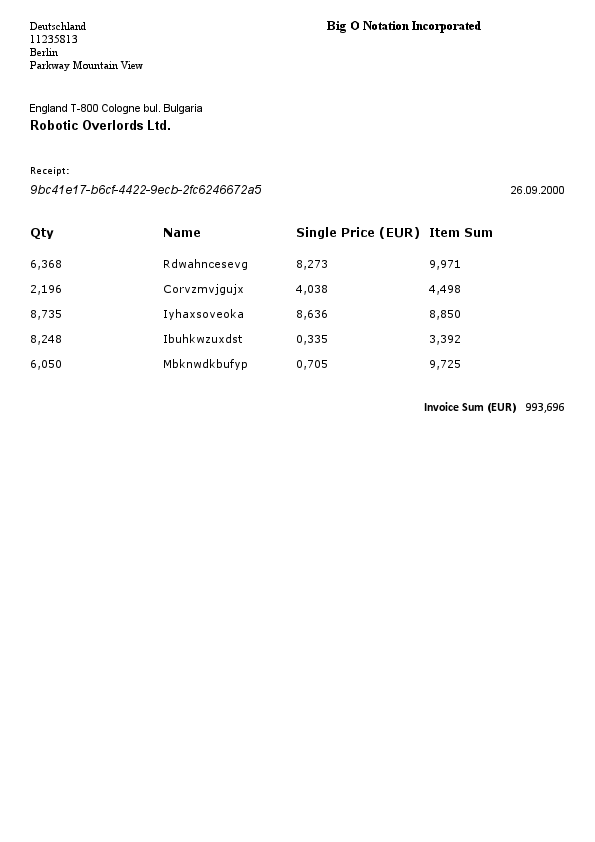 Deutschland
11235813
Berlin
Parkway Mountain View
Big O Notation Incorporated
England T-800 Cologne bul. Bulgaria
Robotic Overlords Ltd.
Receipt:
9bc41e17-b6cf-4422-9ecb-2fc6246672a5 26.09.2000
Qty Name Single Price (EUR) Item Sum
6,368 Rdwahncesevg 8,273 9,971
2,196 Corvzmvjgujx 4,038 4,498
8,735 Iyhaxsoveoka 8,636 8,850
8,248 Ibuhkwzuxdst 0,335 3,392
6,050 Mbknwdkbufyp 0,705 9,725
Invoice Sum (EUR) 993,696